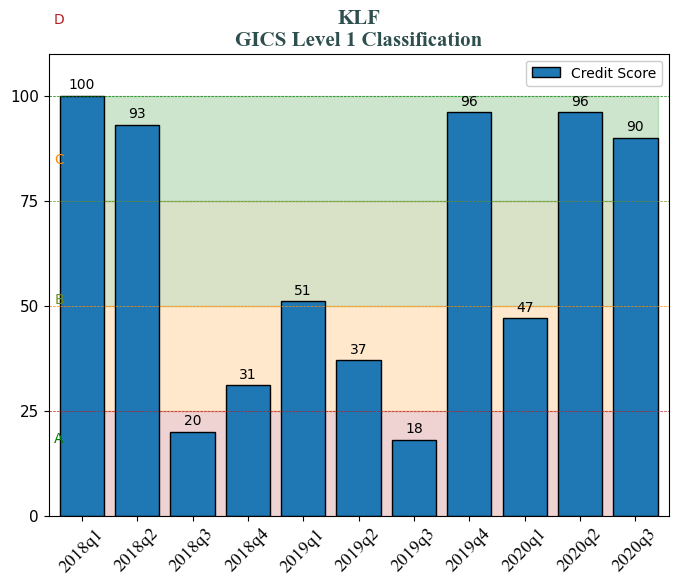 D
KLF
GICS Level 1 Classification
Credit Score
100
75
50
25
0
C
B
A
100
93
20
31
51
37
18
96
47
96
90
2018q1
2018q2
2018q3
2018q4
2019q1
2019q2
2019q3
2019q4
2020q1
2020q2
2020q3